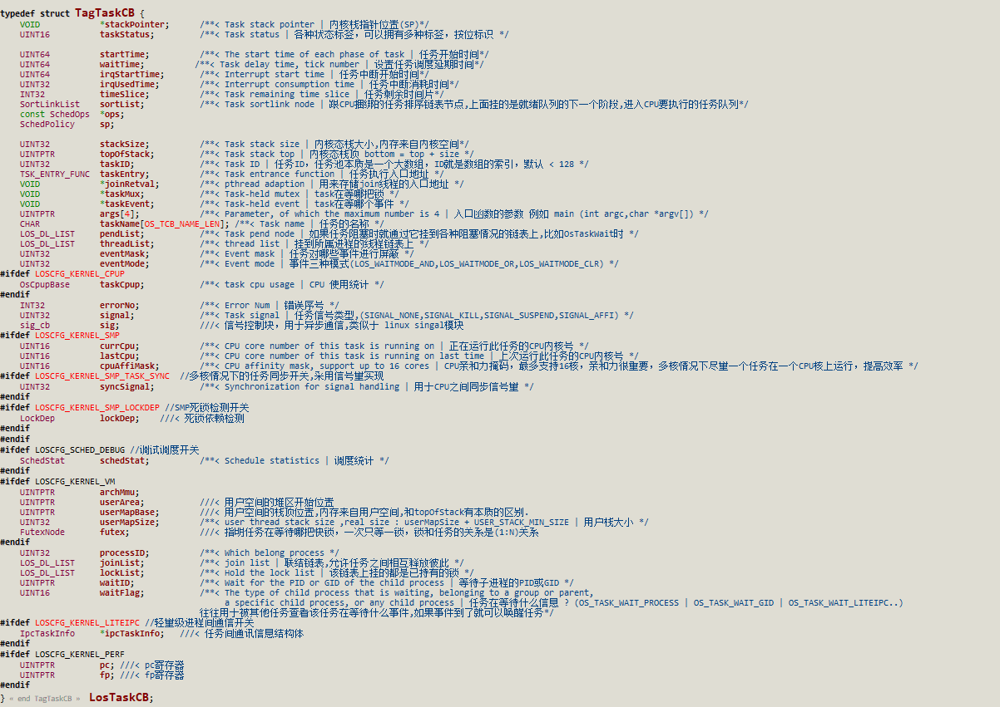 typedef struct TagTaskCB {
VOID *stackPointer; /**< Task stack pointer | 内核栈指针位置(SP)*/
UINT16 taskStatus; /**< Task status | 各种状态标签，可以拥有多种标签，按位标识 */
UINT64 startTime; /**< The start time of each phase of task | 任务开始时间*/
UINT64 waitTime; /**< Task delay time, tick number | 设置任务调度延期时间*/
UINT64 irqStartTime; /**< Interrupt start time | 任务中断开始时间*/
UINT32 irqUsedTime; /**< Interrupt consumption time | 任务中断消耗时间*/
INT32 timeSlice; /**< Task remaining time slice | 任务剩余时间片*/
SortLinkList sortList; /**< Task sortlink node | 跟CPU捆绑的任务排序链表节点,上面挂的是就绪队列的下一个阶段,进入CPU要执行的任务队列*/
const SchedOps *ops;
SchedPolicy sp;
UINT32 stackSize; /**< Task stack size | 内核态栈大小,内存来自内核空间*/
UINTPTR topOfStack; /**< Task stack top | 内核态栈顶 bottom = top + size */
UINT32 taskID; /**< Task ID | 任务ID，任务池本质是一个大数组，ID就是数组的索引，默认 < 128 */
TSK_ENTRY_FUNC taskEntry; /**< Task entrance function | 任务执行入口地址 */
VOID *joinRetval; /**< pthread adaption | 用来存储join线程的入口地址 */
VOID *taskMux; /**< Task-held mutex | task在等哪把锁 */
VOID *taskEvent; /**< Task-held event | task在等哪个事件 */
UINTPTR args[4]; /**< Parameter, of which the maximum number is 4 | 入口函数的参数 例如 main (int argc,char *argv[]) */
CHAR taskName[OS_TCB_NAME_LEN]; /**< Task name | 任务的名称 */
LOS_DL_LIST pendList; /**< Task pend node | 如果任务阻塞时就通过它挂到各种阻塞情况的链表上,比如OsTaskWait时 */
LOS_DL_LIST threadList; /**< thread list | 挂到所属进程的线程链表上 */
UINT32 eventMask; /**< Event mask | 任务对哪些事件进行屏蔽 */
UINT32 eventMode; /**< Event mode | 事件三种模式(LOS_WAITMODE_AND,LOS_WAITMODE_OR,LOS_WAITMODE_CLR) */
#ifdef LOSCFG_KERNEL_CPUP
OsCpupBase taskCpup; /**< task cpu usage | CPU 使用统计 */
#endif
INT32 errorNo; /**< Error Num | 错误序号 */
UINT32 signal; /**< Task signal | 任务信号类型,(SIGNAL_NONE,SIGNAL_KILL,SIGNAL_SUSPEND,SIGNAL_AFFI) */
sig_cb sig; ///< 信号控制块，用于异步通信,类似于 linux singal模块
#ifdef LOSCFG_KERNEL_SMP
UINT16 currCpu; /**< CPU core number of this task is running on | 正在运行此任务的CPU内核号 */
UINT16 lastCpu; /**< CPU core number of this task is running on last time | 上次运行此任务的CPU内核号 */
UINT16 cpuAffiMask; /**< CPU affinity mask, support up to 16 cores | CPU亲和力掩码，最多支持16核，亲和力很重要，多核情况下尽量一个任务在一个CPU核上运行，提高效率 */
#ifdef LOSCFG_KERNEL_SMP_TASK_SYNC //多核情况下的任务同步开关,采用信号量实现
UINT32 syncSignal; /**< Synchronization for signal handling | 用于CPU之间同步信号量 */
#endif
#ifdef LOSCFG_KERNEL_SMP_LOCKDEP //SMP死锁检测开关
LockDep lockDep; ///< 死锁依赖检测
#endif
#endif
#ifdef LOSCFG_SCHED_DEBUG //调试调度开关
SchedStat schedStat; /**< Schedule statistics | 调度统计 */
#endif
#ifdef LOSCFG_KERNEL_VM
UINTPTR archMmu;
UINTPTR userArea; ///< 用户空间的堆区开始位置
UINTPTR userMapBase; ///< 用户空间的栈顶位置,内存来自用户空间,和topOfStack有本质的区别.
UINT32 userMapSize; /**< user thread stack size ,real size : userMapSize + USER_STACK_MIN_SIZE | 用户栈大小 */
FutexNode futex; ///< 指明任务在等待哪把快锁，一次只等一锁，锁和任务的关系是(1:N)关系
#endif
UINT32 processID; /**< Which belong process */
LOS_DL_LIST joinList; /**< join list | 联结链表,允许任务之间相互释放彼此 */
LOS_DL_LIST lockList; /**< Hold the lock list | 该链表上挂的都是已持有的锁 */
UINTPTR waitID; /**< Wait for the PID or GID of the child process | 等待子进程的PID或GID */
UINT16 waitFlag; /**< The type of child process that is waiting, belonging to a group or parent,
a specific child process, or any child process | 任务在等待什么信息 ? (OS_TASK_WAIT_PROCESS | OS_TASK_WAIT_GID | OS_TASK_WAIT_LITEIPC..)
往往用于被其他任务查看该任务在等待什么事件,如果事件到了就可以唤醒任务*/
#ifdef LOSCFG_KERNEL_LITEIPC //轻量级进程间通信开关
IpcTaskInfo *ipcTaskInfo; ///< 任务间通讯信息结构体
#endif
#ifdef LOSCFG_KERNEL_PERF
UINTPTR pc; ///< pc寄存器
UINTPTR fp; ///< fp寄存器
#endif
} « end TagTaskCB » LosTaskCB;